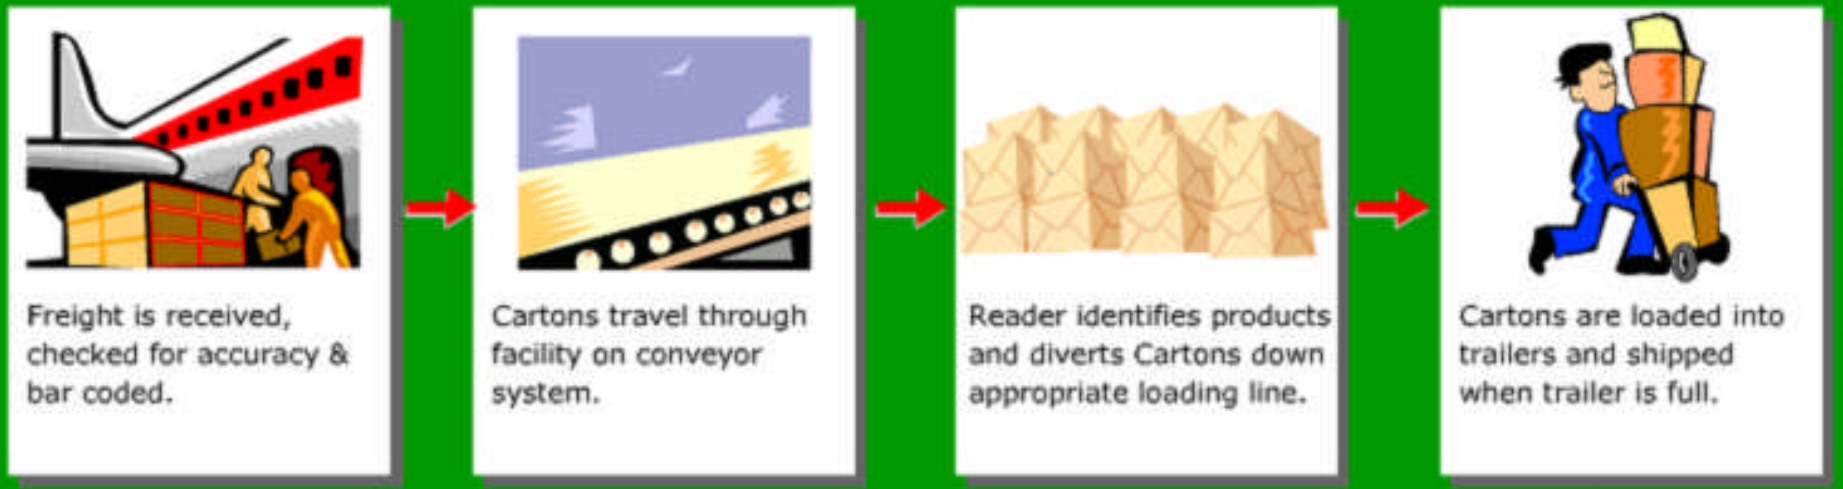 Freight is received,
checked for accuracy &
bar coded.
Cartons travel through
facility on conveyor
system.
Reader identifies products
and diverts Cartons down
appropriate loading line.
Cartons are loaded into
trailers and shipped
when trailer is full.